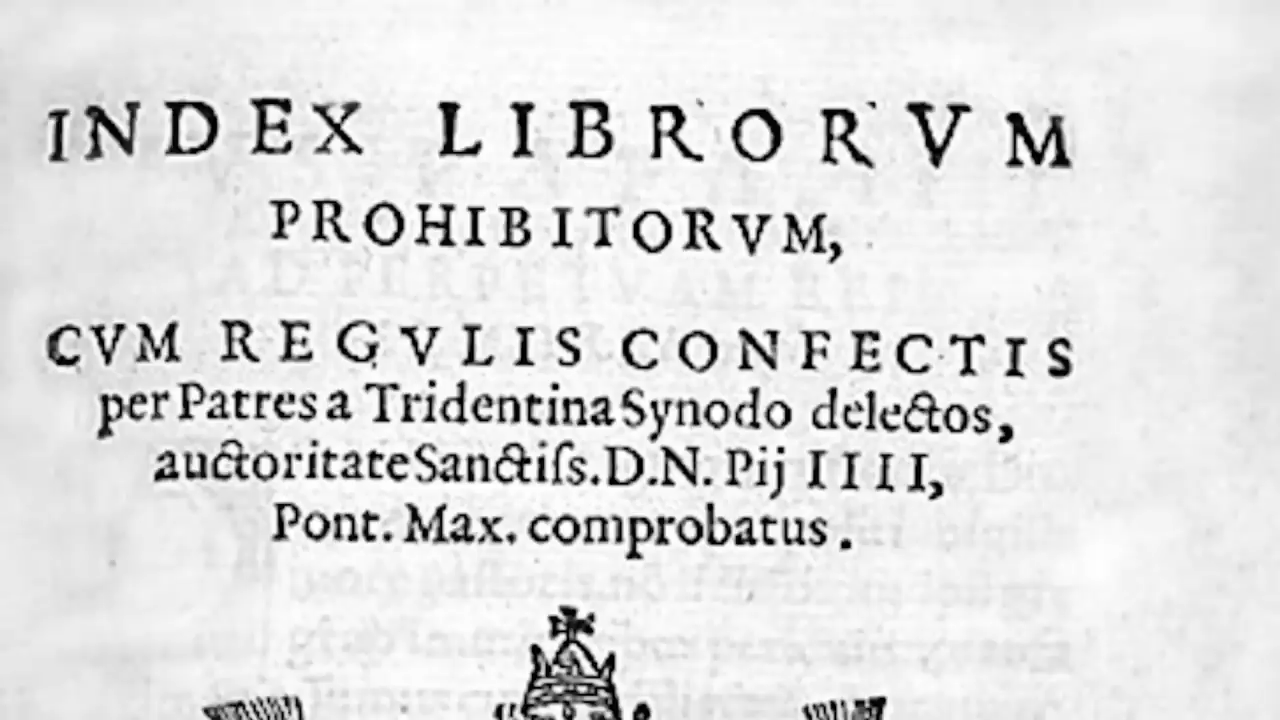 INDEX LIBRORVM
PROHIBITORVM,
CVM REGVLIS CONFECTIS
per Patres a Tridentina Synodo delectos,
auctoritate Sanctiſs. D. N. Pij IIII,
Pont. Max. comprobatus.